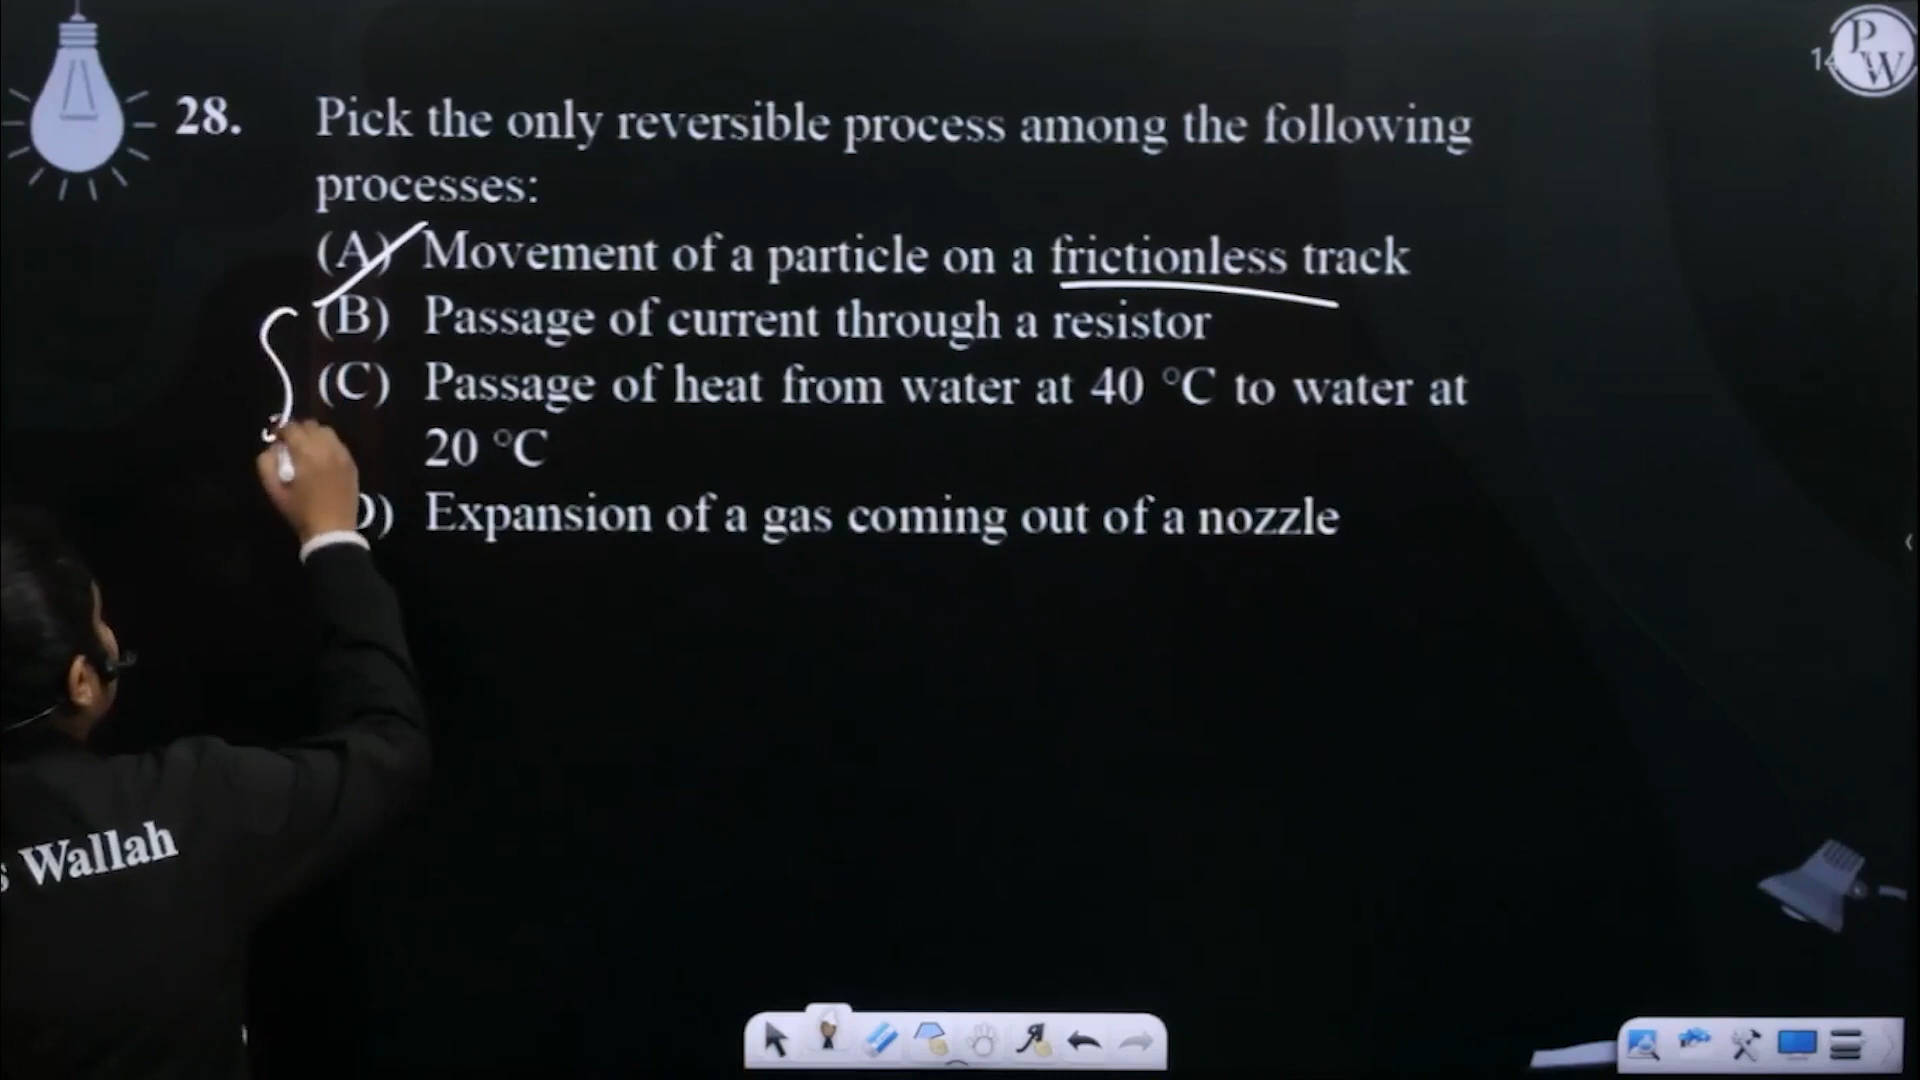 PW
28. Pick the only reversible process among the following
processes:
(A) Movement of a particle on a frictionless track
(B) Passage of current through a resistor
(C) Passage of heat from water at 40 °C to water at
20 °C
D) Expansion of a gas coming out of a nozzle
s Wallah